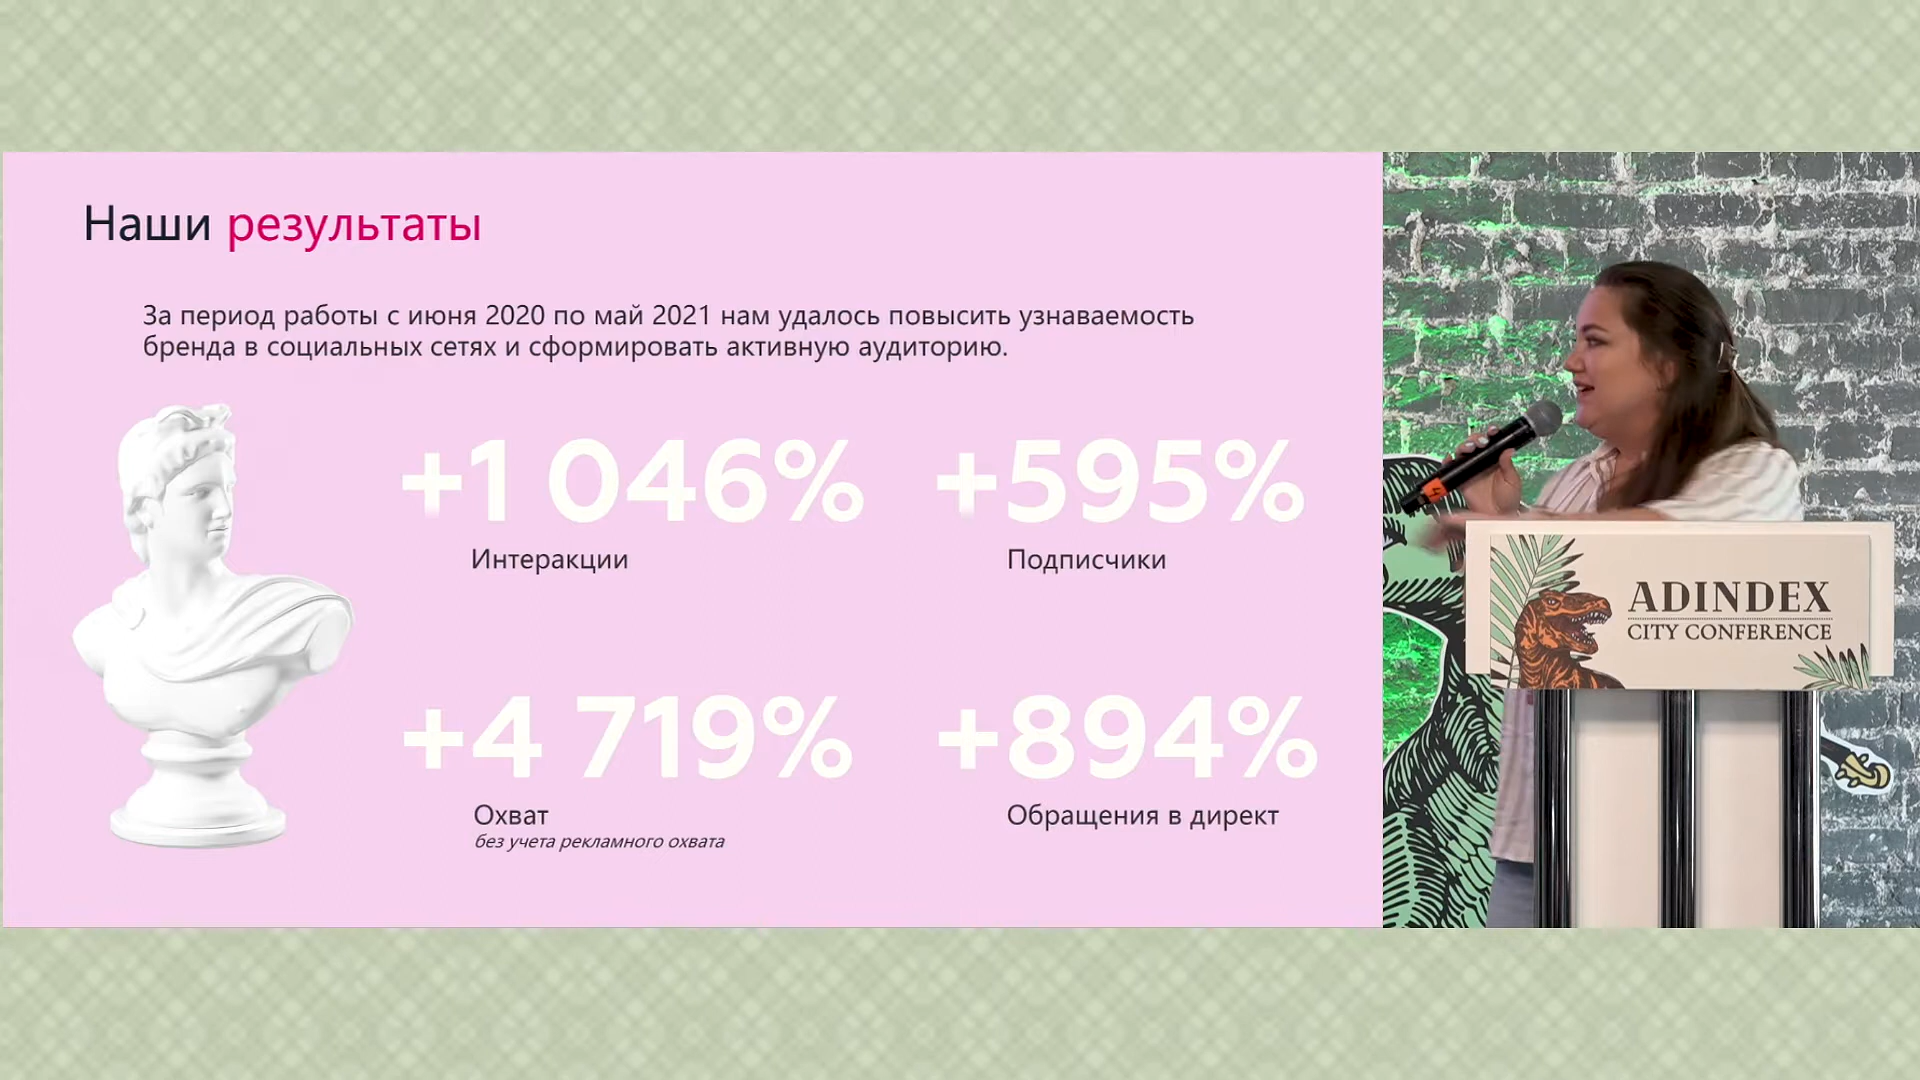 Наши результаты
За период работы с июня 2020 по май 2021 нам удалось повысить узнаваемость
бренда в социальных сетях и сформировать активную аудиторию.
+1 046%
Интеракции
+595%
Подписчики
+4 719%
Охват
без учета рекламного охвата
+894%
Обращения в директ
4
ADINDEX
CITY CONFERENCE